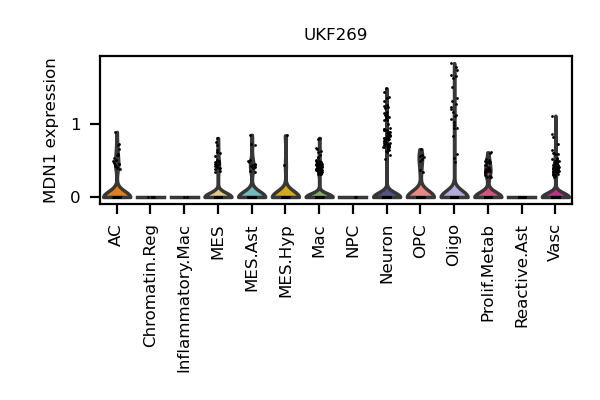 UKF269
MDN1 expression
1
0
AC
Chromatin.Reg
Inflammatory.Mac
MES
MES.Ast
MES.Hyp
Mac
NPC
Neuron
OPC
Oligo
Prolif.Metab
Reactive.Ast
Vasc